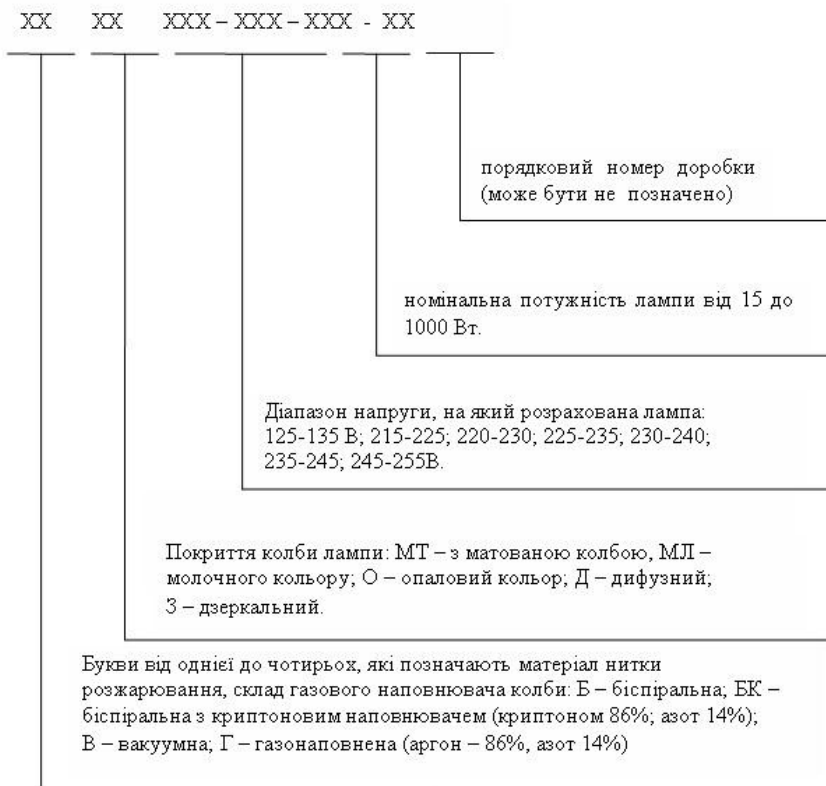 XX XX XXX – XXX – XXX - XX
порядковий номер доробки
(може бути не позначено)
номінальна потужність лампи від 15 до
1000 Вт.
Діапазон напруги, на який розрахована лампа:
125-135 В; 215-225; 220-230; 225-235; 230-240;
235-245; 245-255В.
Покриття колби лампи: МТ – з матованою колбою, МЛ –
молочного кольору; О – опаловий кольор; Д – дифузний;
З – дзеркальний.
Букви від однієї до чотирьох, які позначають матеріал нитки
розжарювання, склад газового наповнювача колби: Б – біспіральна; БК –
біспіральна з криптоновим наповнювачем (криптоном 86%; азот 14%);
В – вакуумна; Г – газонаповнена (аргон – 86%, азот 14%)